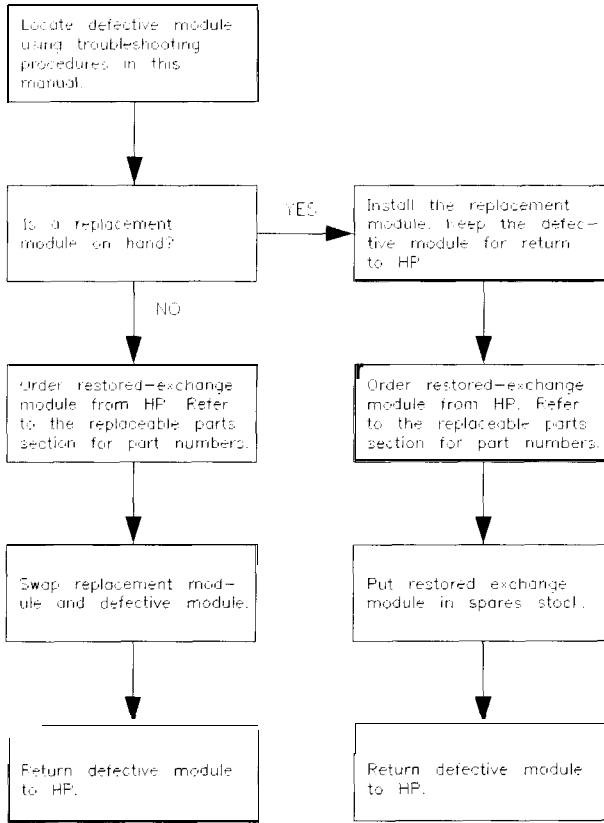 Locate defective module
using troubleshooting
procedures in this
manual.
Is a replacement
module on hand?
YES
Install the replacement
module. Keep the defec-
tive module for return
to HP
NO
Order restored-exchange
module from HP. Refer
to the replaceable parts
section for part numbers.
Order restored-exchange
module from HP. Refer
to the replaceable parts
section for part numbers.
Swap replacement mod-
ule and defective module.
Put restored exchange
module in spares stock.
Return defective module
to HP.
Return defective module
to HP.